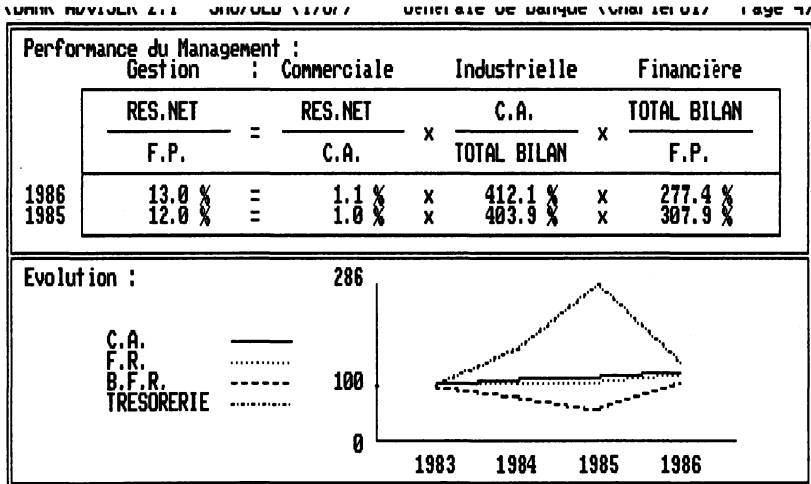 Performance du Management :
Gestion : Commerciale Industrielle Financière
RES.NET RES.NET C.A. TOTAL BILAN
= x x
F.P. C.A. TOTAL BILAN F.P.
1986 13.0 % = 1.1 % x 412.1 % x 277.4 %
1985 12.0 % = 1.0 % x 403.9 % x 307.9 %
Evolution : 286
C.A.
F.R.
B.F.R. 100
TRESORERIE
0
1983 1984 1985 1986